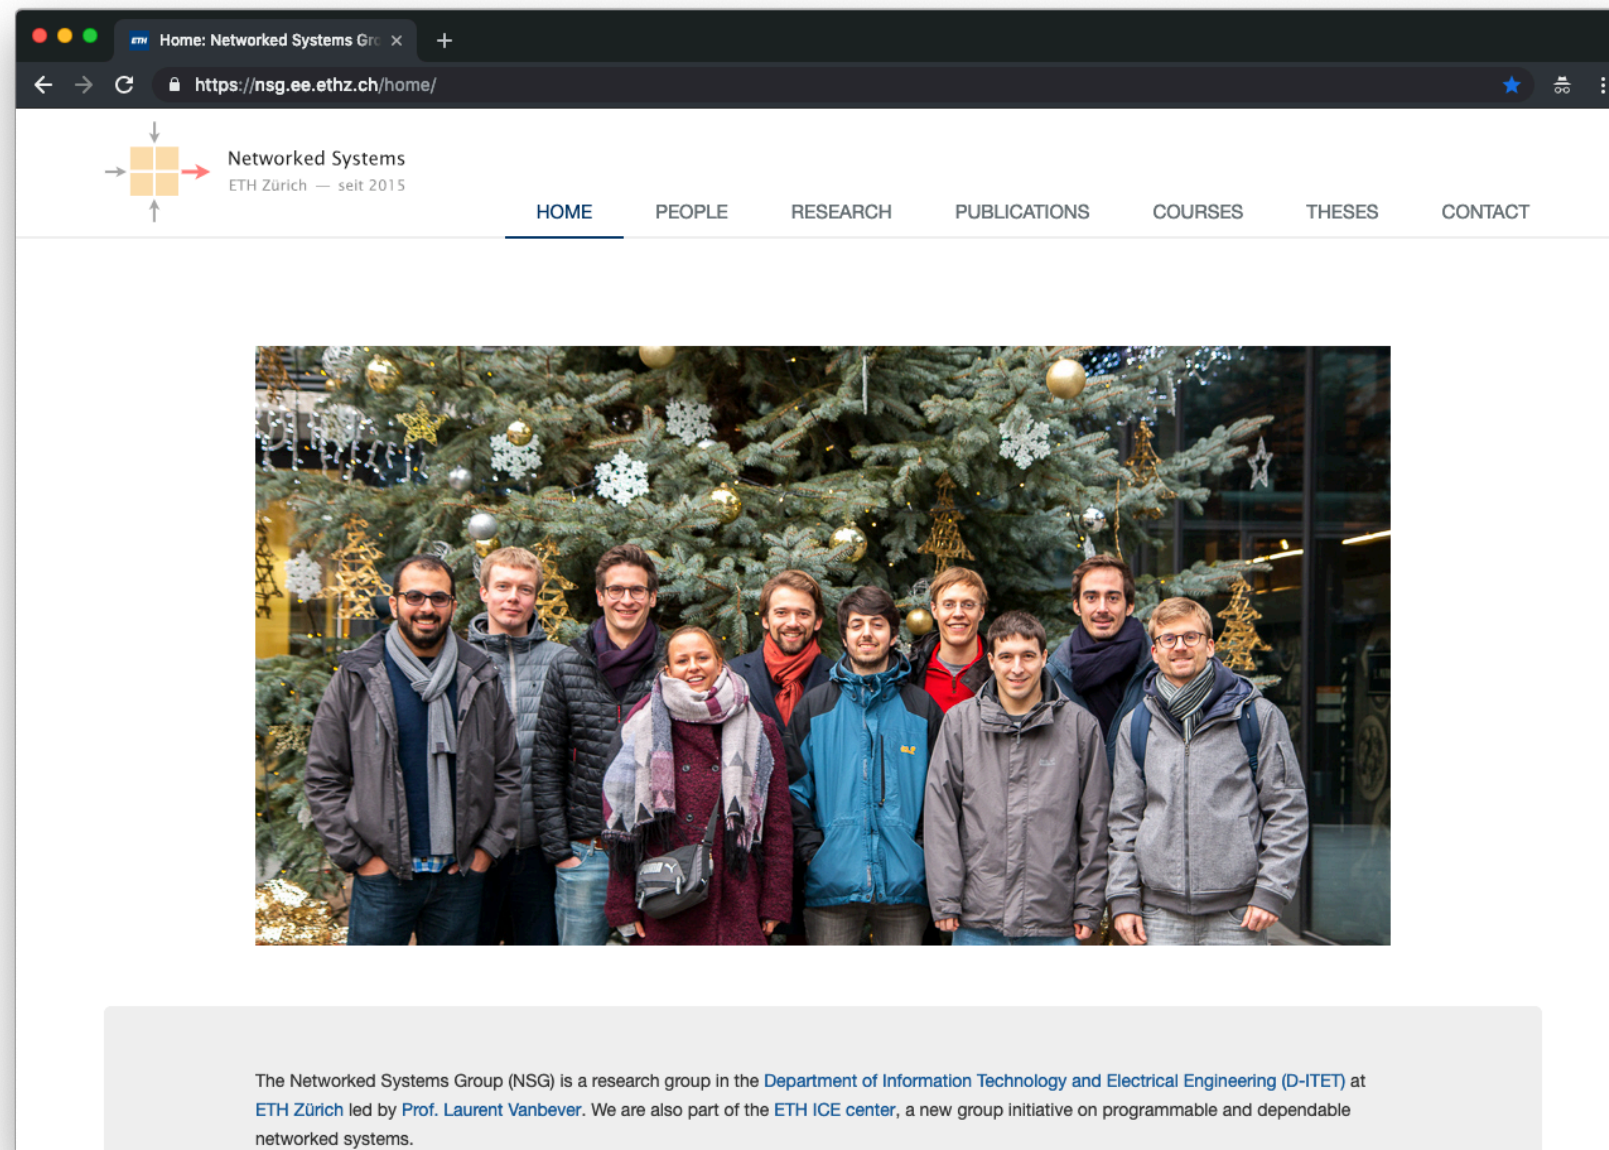 ETH Home: Networked Systems Gro
https://nsg.ee.ethz.ch/home/
Networked Systems
ETH Zürich — seit 2015
HOME PEOPLE RESEARCH PUBLICATIONS COURSES THESES CONTACT
The Networked Systems Group (NSG) is a research group in the Department of Information Technology and Electrical Engineering (D-ITET) at
ETH Zürich led by Prof. Laurent Vanbever. We are also part of the ETH ICE center, a new group initiative on programmable and dependable
networked systems.